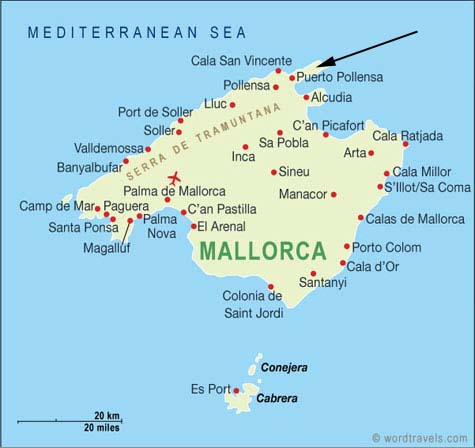 MEDITERRANEAN SEA
Cala San Vincente
Puerto Pollensa
Pollensa
Alcudia
Lluc
Port de Soller
Soller
C'an Picafort
Cala Ratjada
Sa Pobla
Valldemossa
SERRA DE TRAMUNTANA
Inca
Arta
Banyalbufar
Sineu
Cala Millor
S'Illot/Sa Coma
Palma de Mallorca
Manacor
Camp de Mar
Paguera
C'an Pastilla
Santa Ponsa
Palma
Nova
El Arenal
Calas de Mallorca
Magalluf
MALLORCA
Porto Colom
Cala d'Or
Santanyi
Colonia de
Saint Jordi
Conejera
Es Port
Cabrera
20 km
20 miles
© wordtravels.com